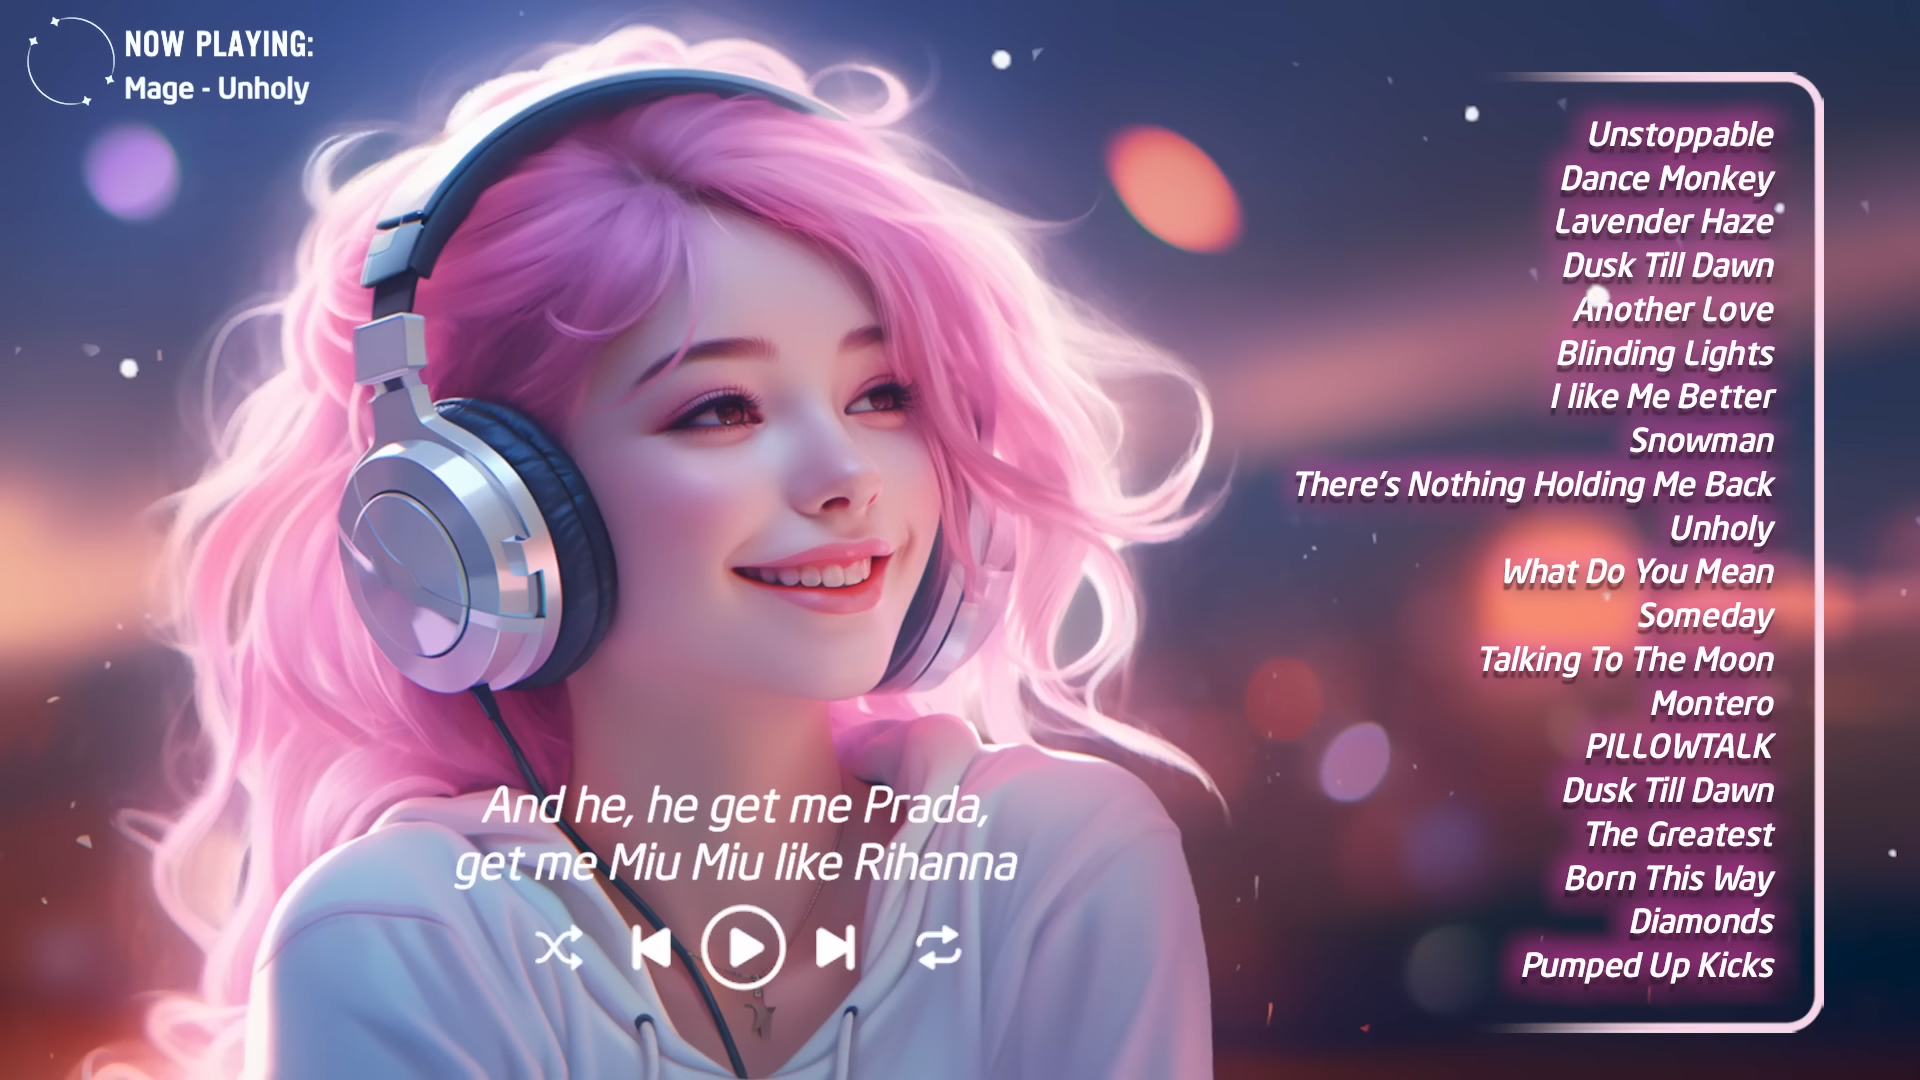 NOW PLAYING:
Mage - Unholy
Unstoppable
Dance Monkey
Lavender Haze
Dusk Till Dawn
Another Love
Blinding Lights
I like Me Better
Snowman
There's Nothing Holding Me Back
Unholy
What Do You Mean
Someday
Talking To The Moon
Montero
PILLOWTALK
Dusk Till Dawn
The Greatest
Born This Way
Diamonds
Pumped Up Kicks
And he, he get me Prada,
get me Miu Miu like Rihanna